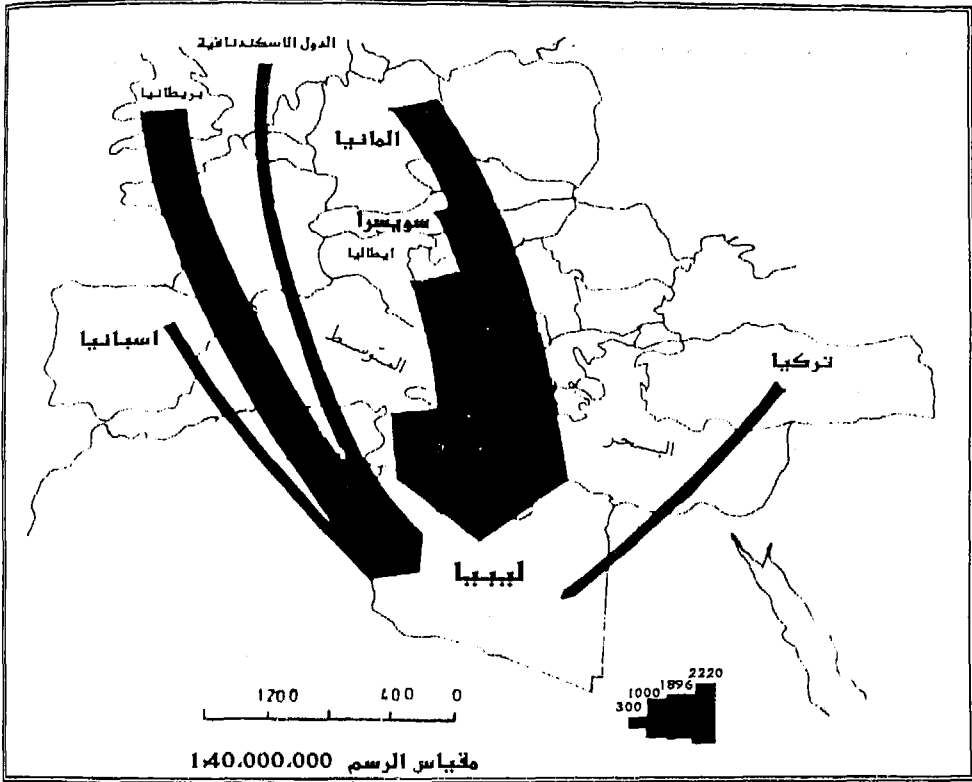 الدول الاسكندنافية
بريطانيا
المانيا
سويسرا
ايطاليا
اسبانيا
المتوسط
تركيا
البحر
ليبيا
2220
1896
1000
300
1200 400 0
مقياس الرسم 1:40.000.000